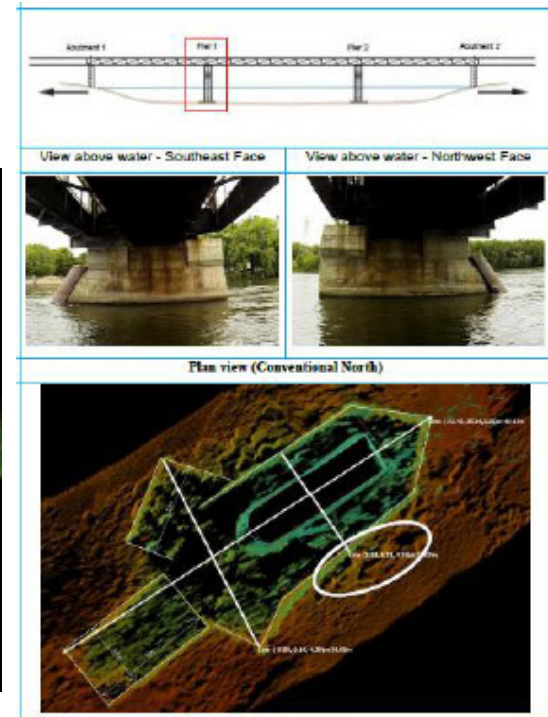 Abutment 1 Pier 1 Pier 2 Abutment 2
View above water - Southeast Face View above water - Northwest Face
Plan view (Conventional North)